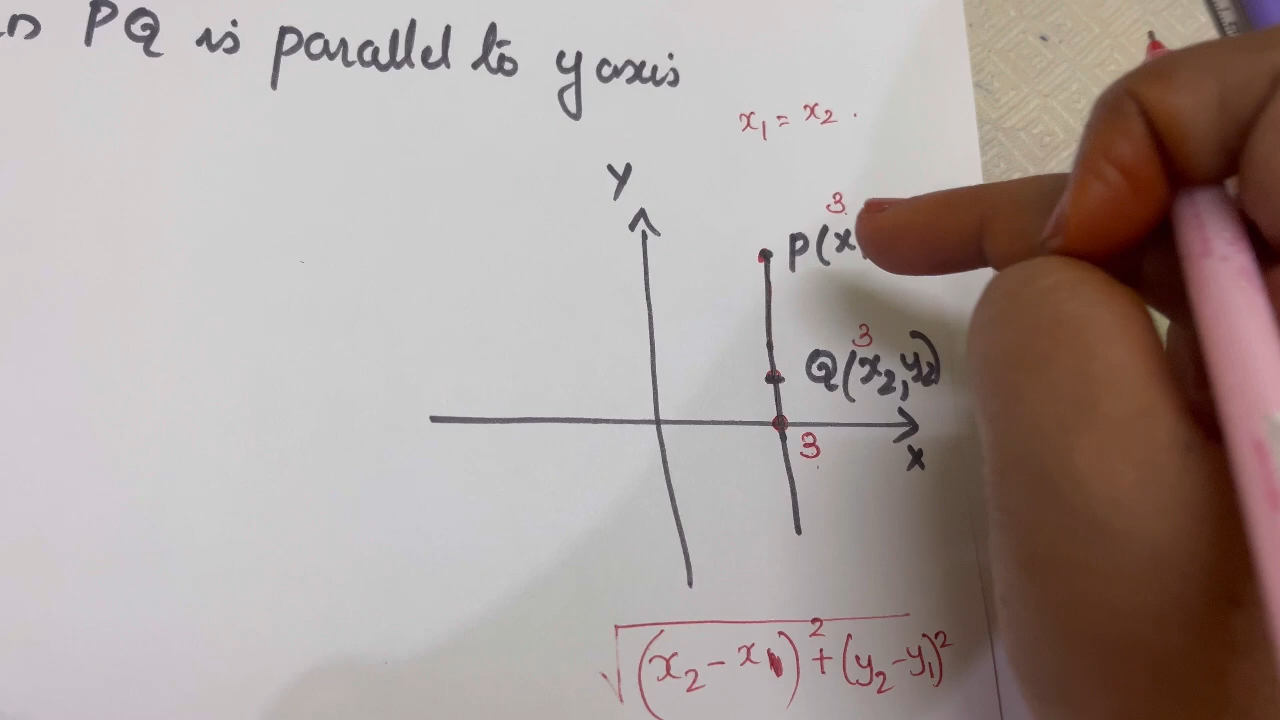 PQ is parallel to y axis
x₁ = x₂ .
Y
3
P(x
3
Q(x₂, y₂)
3
X
√(x₂ - x₁)² + (y₂ - y₁)²